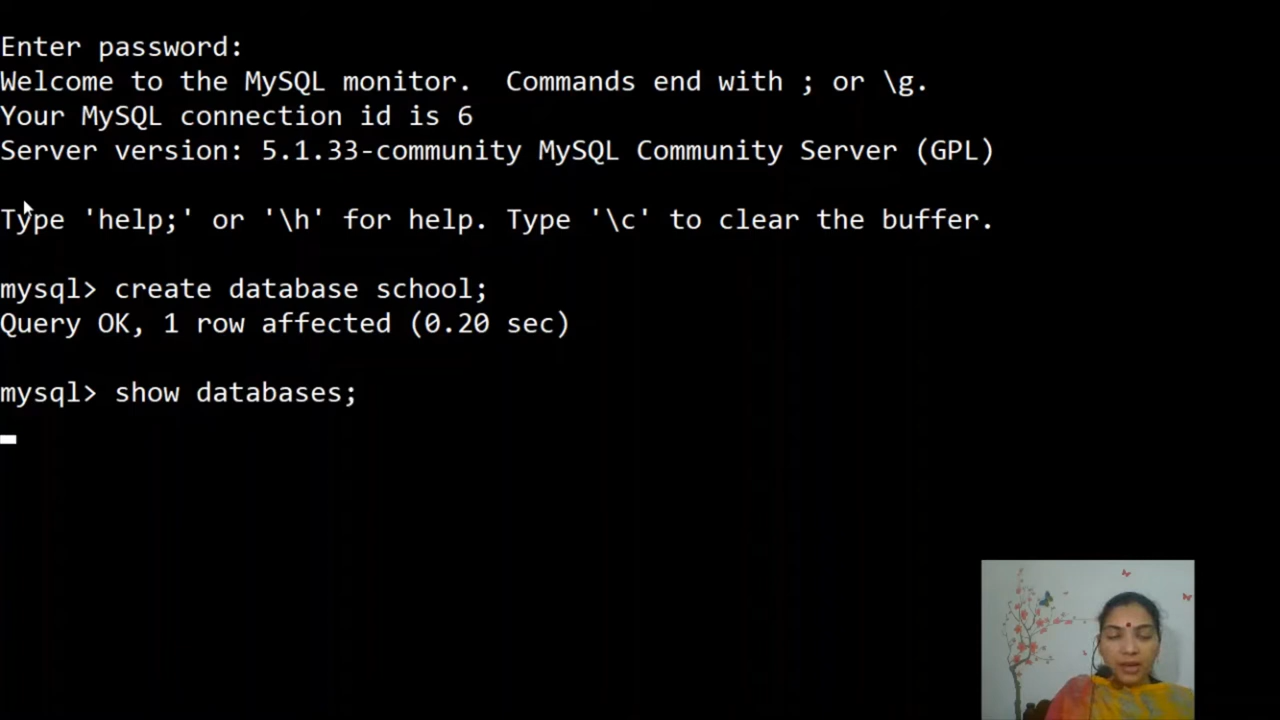 Enter password:
Welcome to the MySQL monitor.  Commands end with ; or \g.
Your MySQL connection id is 6
Server version: 5.1.33-community MySQL Community Server (GPL)
Type 'help;' or '\h' for help. Type '\c' to clear the buffer.
mysql> create database school;
Query OK, 1 row affected (0.20 sec)
mysql> show databases;